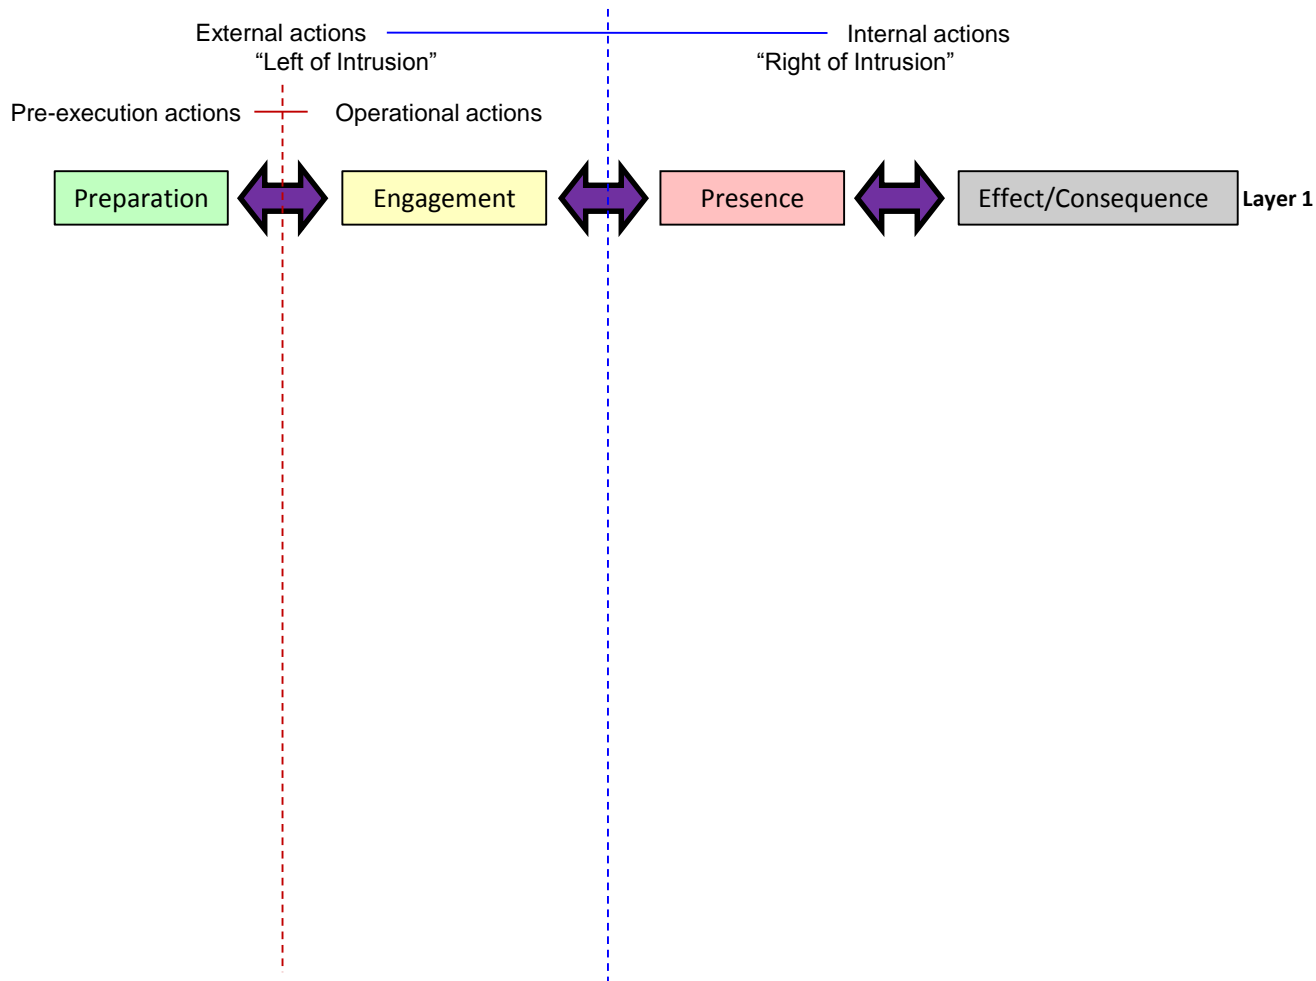 External actions
Internal actions
“Left of Intrusion”
“Right of Intrusion”
Pre-execution actions
Operational actions
Preparation
Engagement
Presence
Effect/Consequence
Layer 1